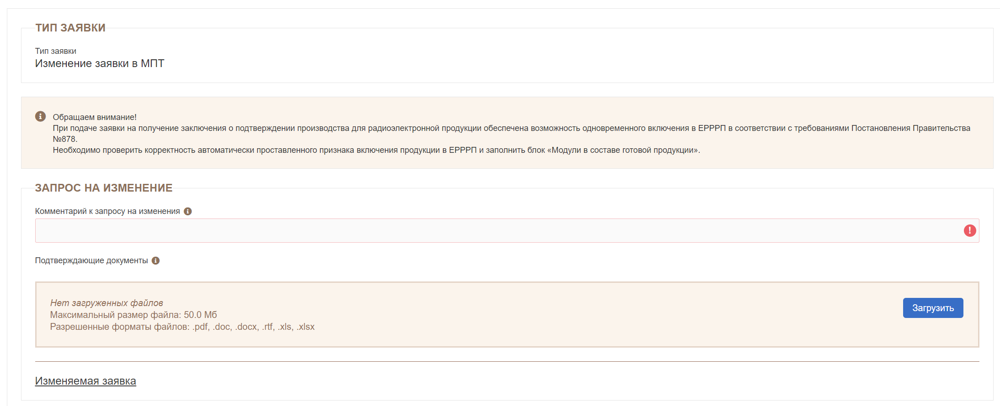 ТИП ЗАЯВКИ
Тип заявки
Изменение заявки в МПТ
Обращаем внимание!
При подаче заявки на получение заключения о подтверждении производства для радиоэлектронной продукции обеспечена возможность одновременного включения в ЕРРРП в соответствии с требованиями Постановления Правительства
№878.
Необходимо проверить корректность автоматически проставленного признака включения продукции в ЕРРРП и заполнить блок «Модули в составе готовой продукции».
ЗАПРОС НА ИЗМЕНЕНИЕ
Комментарий к запросу на изменения
Подтверждающие документы
Нет загруженных файлов
Максимальный размер файла: 50.0 Мб
Разрешенные форматы файлов: .pdf, .doc, .docx, .rtf, .xls, .xlsx
Загрузить
Изменяемая заявка